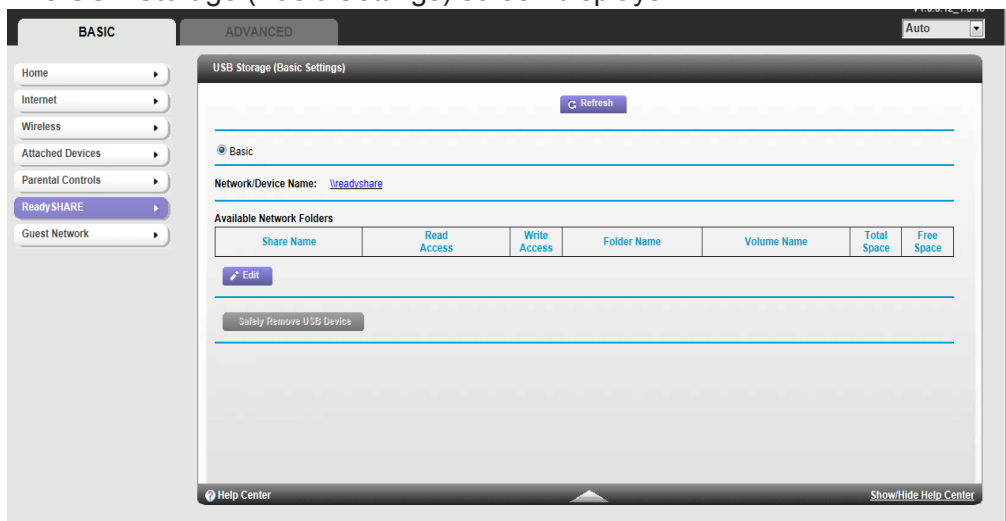 BASIC
ADVANCED
Auto
Home
Internet
Wireless
Attached Devices
Parental Controls
ReadySHARE
Guest Network
USB Storage (Basic Settings)
Refresh
Basic
Network/Device Name: \\readyshare
Available Network Folders
Share Name Read Access Write Access Folder Name Volume Name Total Space Free Space
Edit
Safely Remove USB Device
Help Center Show/Hide Help Center